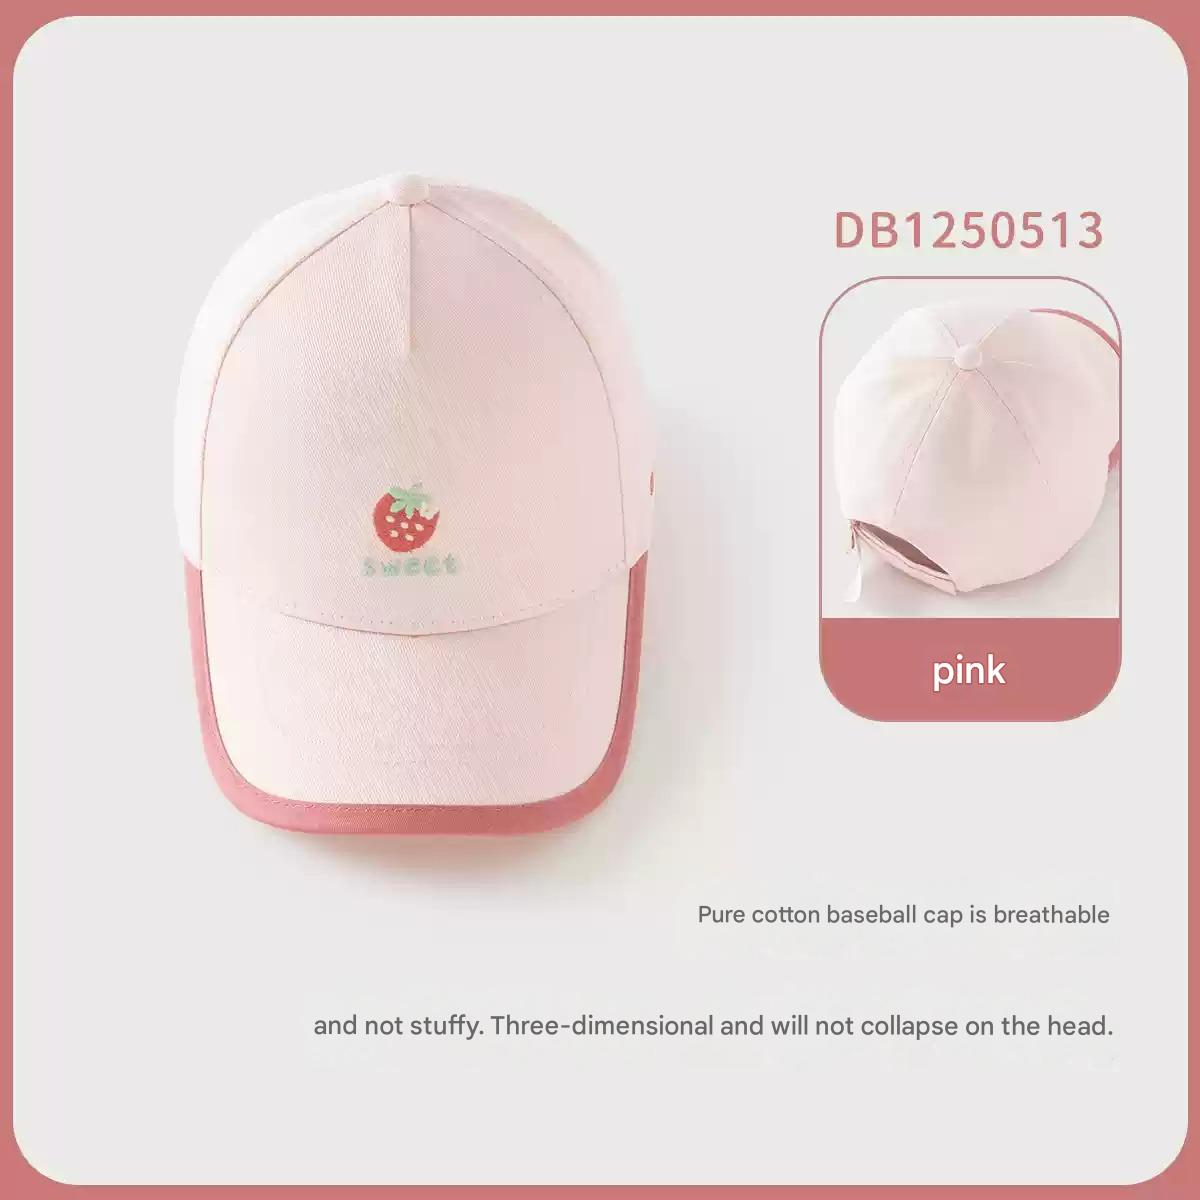 DB1250513
sweet
pink
Pure cotton baseball cap is breathable
and not stuffy. Three-dimensional and will not collapse on the head.